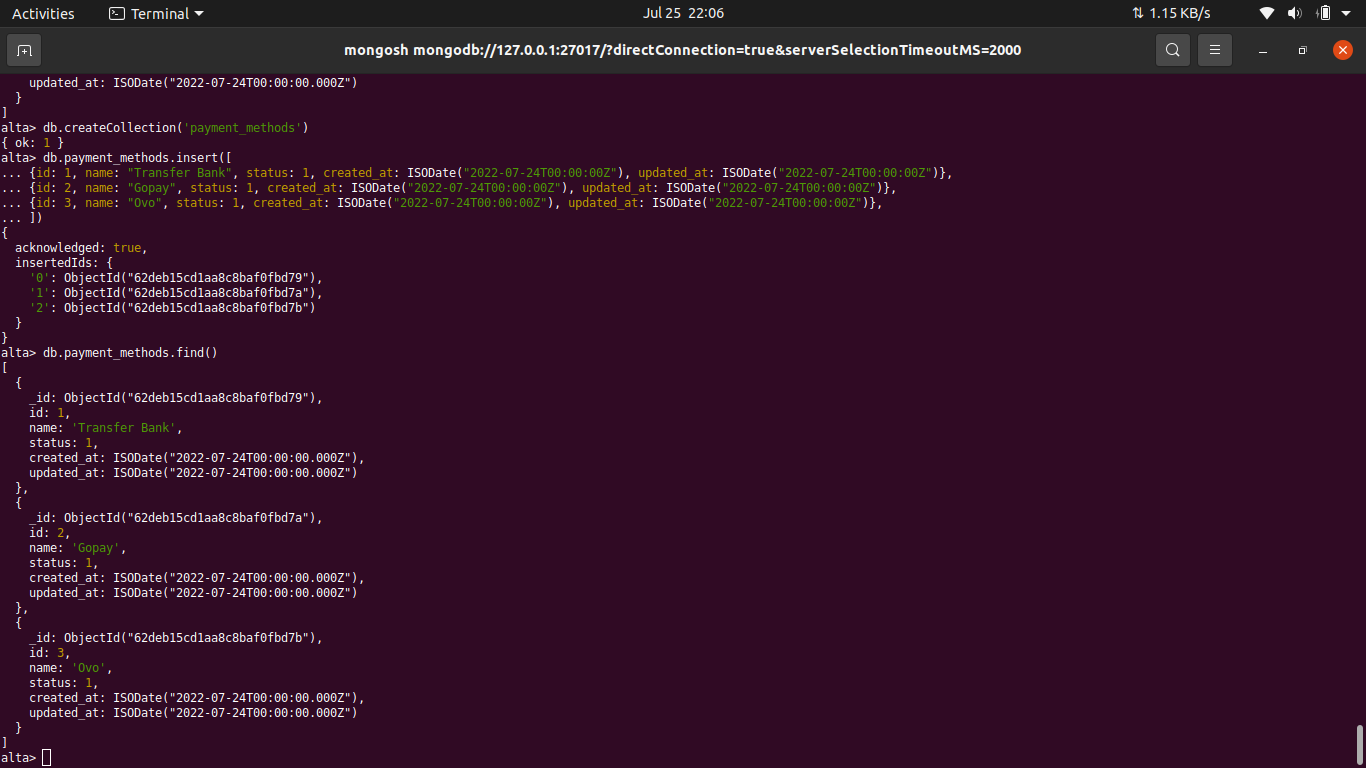 Activities Terminal Jul 25 22:06 1.15 KB/s
mongosh mongodb://127.0.0.1:27017/?directConnection=true&serverSelectionTimeoutMS=2000
    updated_at: ISODate("2022-07-24T00:00:00.000Z")
  }
]
alta> db.createCollection('payment_methods')
{ ok: 1 }
alta> db.payment_methods.insert([
... {id: 1, name: "Transfer Bank", status: 1, created_at: ISODate("2022-07-24T00:00:00Z"), updated_at: ISODate("2022-07-24T00:00:00Z")},
... {id: 2, name: "Gopay", status: 1, created_at: ISODate("2022-07-24T00:00:00Z"), updated_at: ISODate("2022-07-24T00:00:00Z")},
... {id: 3, name: "Ovo", status: 1, created_at: ISODate("2022-07-24T00:00:00Z"), updated_at: ISODate("2022-07-24T00:00:00Z")},
... ])
{
  acknowledged: true,
  insertedIds: {
    '0': ObjectId("62deb15cd1aa8c8baf0fbd79"),
    '1': ObjectId("62deb15cd1aa8c8baf0fbd7a"),
    '2': ObjectId("62deb15cd1aa8c8baf0fbd7b")
  }
}
alta> db.payment_methods.find()
[
  {
    _id: ObjectId("62deb15cd1aa8c8baf0fbd79"),
    id: 1,
    name: 'Transfer Bank',
    status: 1,
    created_at: ISODate("2022-07-24T00:00:00.000Z"),
    updated_at: ISODate("2022-07-24T00:00:00.000Z")
  },
  {
    _id: ObjectId("62deb15cd1aa8c8baf0fbd7a"),
    id: 2,
    name: 'Gopay',
    status: 1,
    created_at: ISODate("2022-07-24T00:00:00.000Z"),
    updated_at: ISODate("2022-07-24T00:00:00.000Z")
  },
  {
    _id: ObjectId("62deb15cd1aa8c8baf0fbd7b"),
    id: 3,
    name: 'Ovo',
    status: 1,
    created_at: ISODate("2022-07-24T00:00:00.000Z"),
    updated_at: ISODate("2022-07-24T00:00:00.000Z")
  }
]
alta>